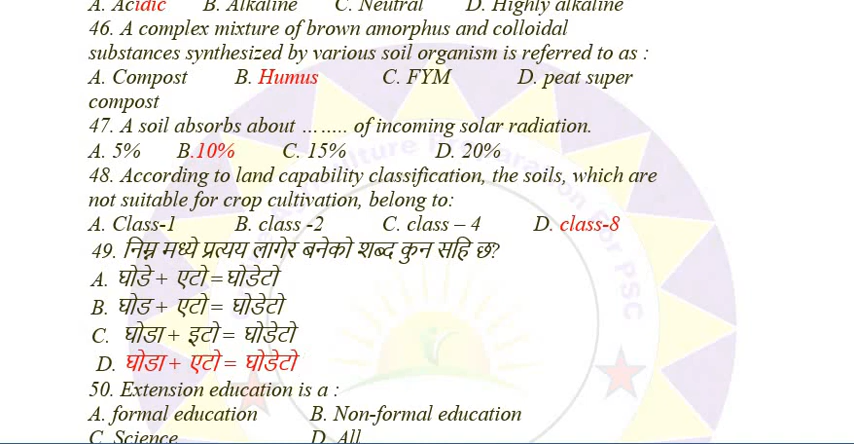 A. Acidic B. Alkaline C. Neutral D. Highly alkaline
46. A complex mixture of brown amorphus and colloidal
substances synthesized by various soil organism is referred to as :
A. Compost B. Humus C. FYM D. peat super
compost
47. A soil absorbs about …..... of incoming solar radiation.
A. 5% B.10% C. 15% D. 20%
48. According to land capability classification, the soils, which are
not suitable for crop cultivation, belong to:
A. Class-1 B. class -2 C. class – 4 D. class-8
49. निम्न मध्ये प्रत्यय लागेर बनेको शब्द कुन सहि छ?
A. घोडे + एटो = घोडेटो
B. घोड + एटो = घोडेटो
C. घोडा + इटो = घोडेटो
D. घोडा + एटो = घोडेटो
50. Extension education is a :
A. formal education B. Non-formal education
C. Science D. All